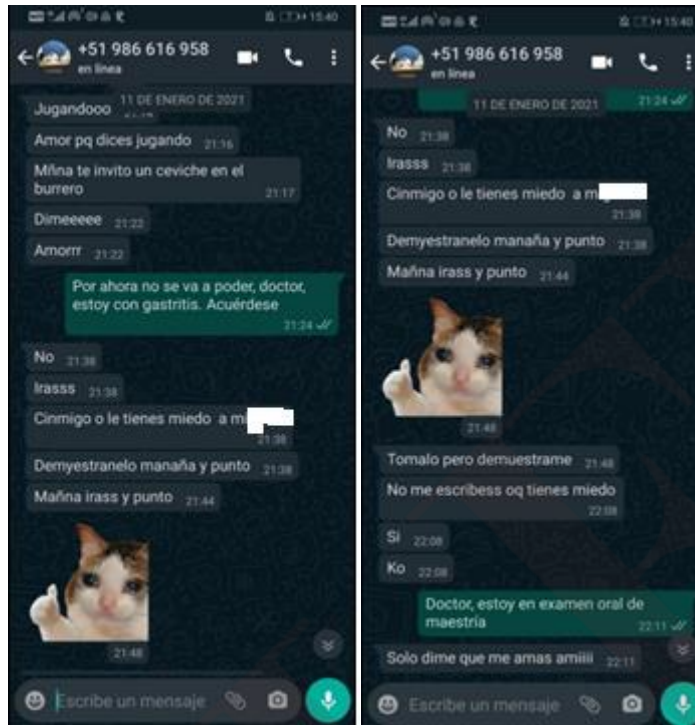 15:40
+51 986 616 958
en línea
11 DE ENERO DE 2021
Jugandooo
Amor pq dices jugando 21:16
Mñna te invito un ceviche en el
burrero 21:17
Dimeeeee 21:22
Amorrr 21:22
Por ahora no se va a poder, doctor,
estoy con gastritis. Acuérdese
21:24
No 21:38
Irasss 21:38
Cinmigo o le tienes miedo a m
21:38
Demyestranelo manaña y punto 21:38
Mañna irass y punto 21:44
21:48
Escribe un mensaje
15:40
+51 986 616 958
en línea
21:24
11 DE ENERO DE 2021
No 21:38
Irasss 21:38
Cinmigo o le tienes miedo a m
21:38
Demyestranelo manaña y punto 21:38
Mañna irass y punto 21:44
21:48
Tomalo pero demuestrame 21:48
No me escribess oq tienes miedo
22:08
Si 22:08
Ko 22:08
Doctor, estoy en examen oral de
maestría 22:11
Solo dime que me amas amiiii 22:11
Escribe un mensaje